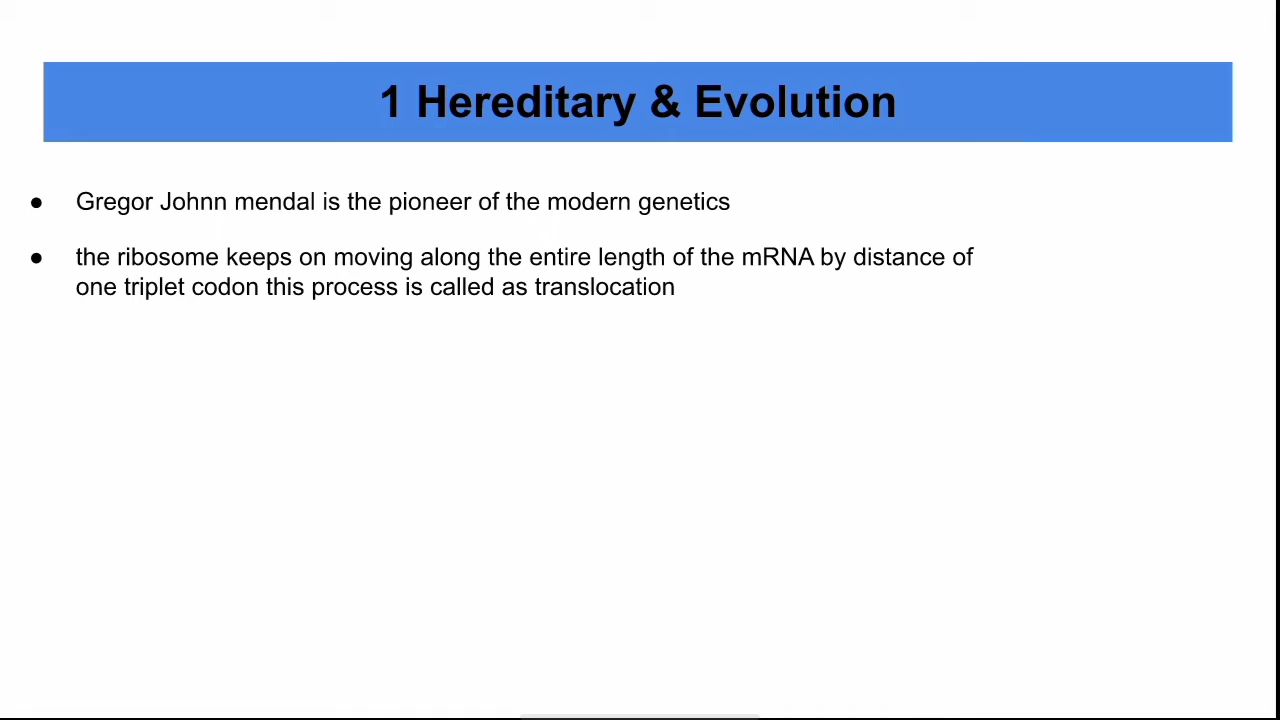 1 Hereditary & Evolution
● Gregor Johnn mendal is the pioneer of the modern genetics
● the ribosome keeps on moving along the entire length of the mRNA by distance of
one triplet codon this process is called as translocation